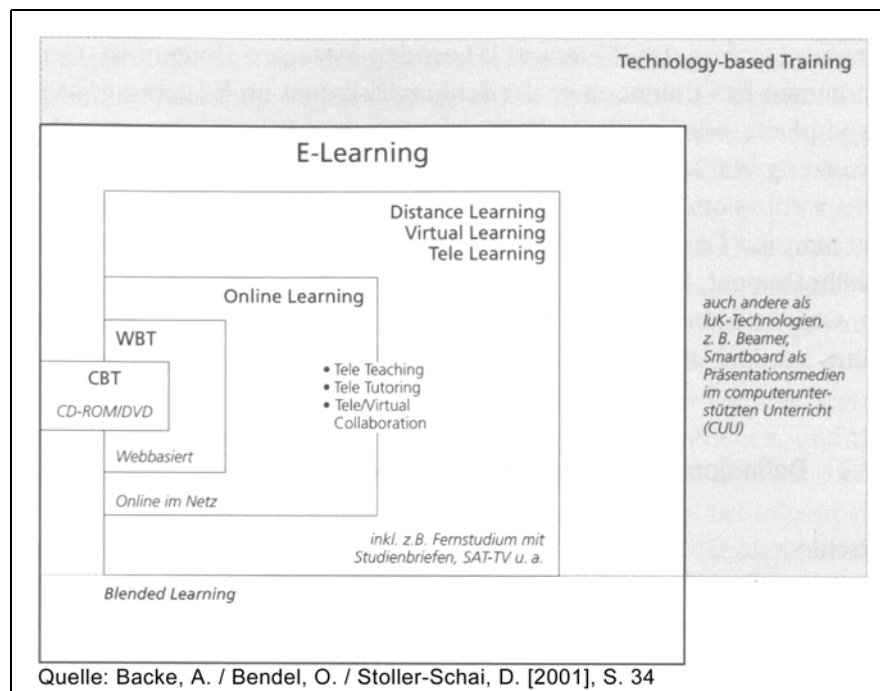 Technology-based Training
E-Learning
Distance Learning
Virtual Learning
Tele Learning
Online Learning
WBT
CBT
CD-ROM/DVD
Webbasiert
Online im Netz
• Tele Teaching
• Tele Tutoring
• Tele/Virtual
Collaboration
auch andere als
IuK-Technologien,
z. B. Beamer,
Smartboard als
Präsentationsmedien
im computerunter-
stützten Unterricht
(CUU)
inkl. z.B. Fernstudium mit
Studienbriefen, SAT-TV u. a.
Blended Learning
Quelle: Backe, A. / Bendel, O. / Stoller-Schai, D. [2001], S. 34